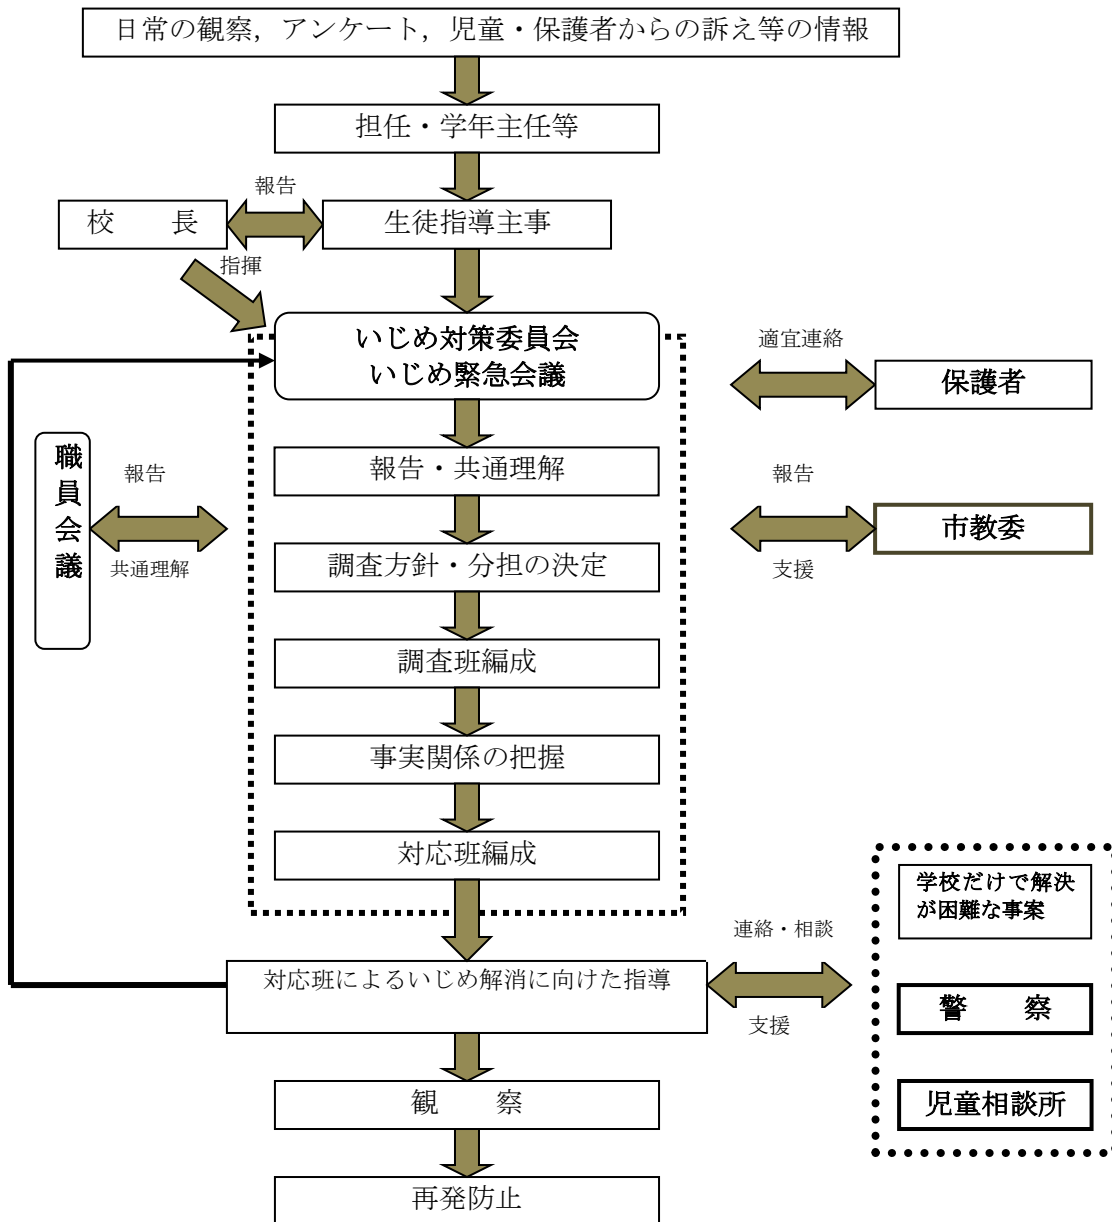 日常の観察，アンケート，児童・保護者からの訴え等の情報
担任・学年主任等
報告
校　　長
生徒指導主事
指揮
いじめ対策委員会
いじめ緊急会議
適宜連絡
保護者
職員会議
報告
共通理解
報告・共通理解
報告
市教委
支援
調査方針・分担の決定
調査班編成
事実関係の把握
対応班編成
学校だけで解決
が困難な事案
連絡・相談
対応班によるいじめ解消に向けた指導
支援
警　　察
児童相談所
観　　察
再発防止